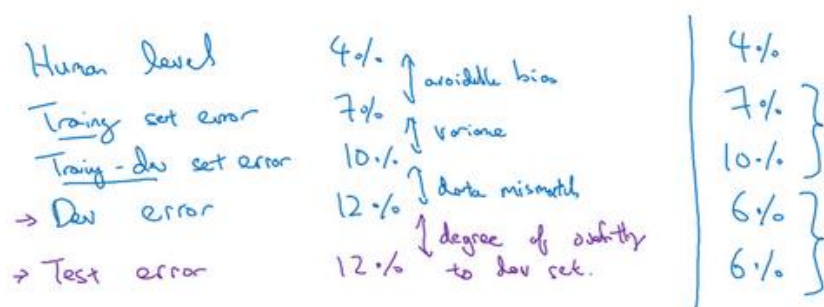 Human level 4% 4%
avoidable bias
Training set error 7% 7%
variance
Training-dev set error 10% 10%
data mismatch
→ Dev error 12% 6%
degree of overfitting
→ Test error 12% to dev set. 6%